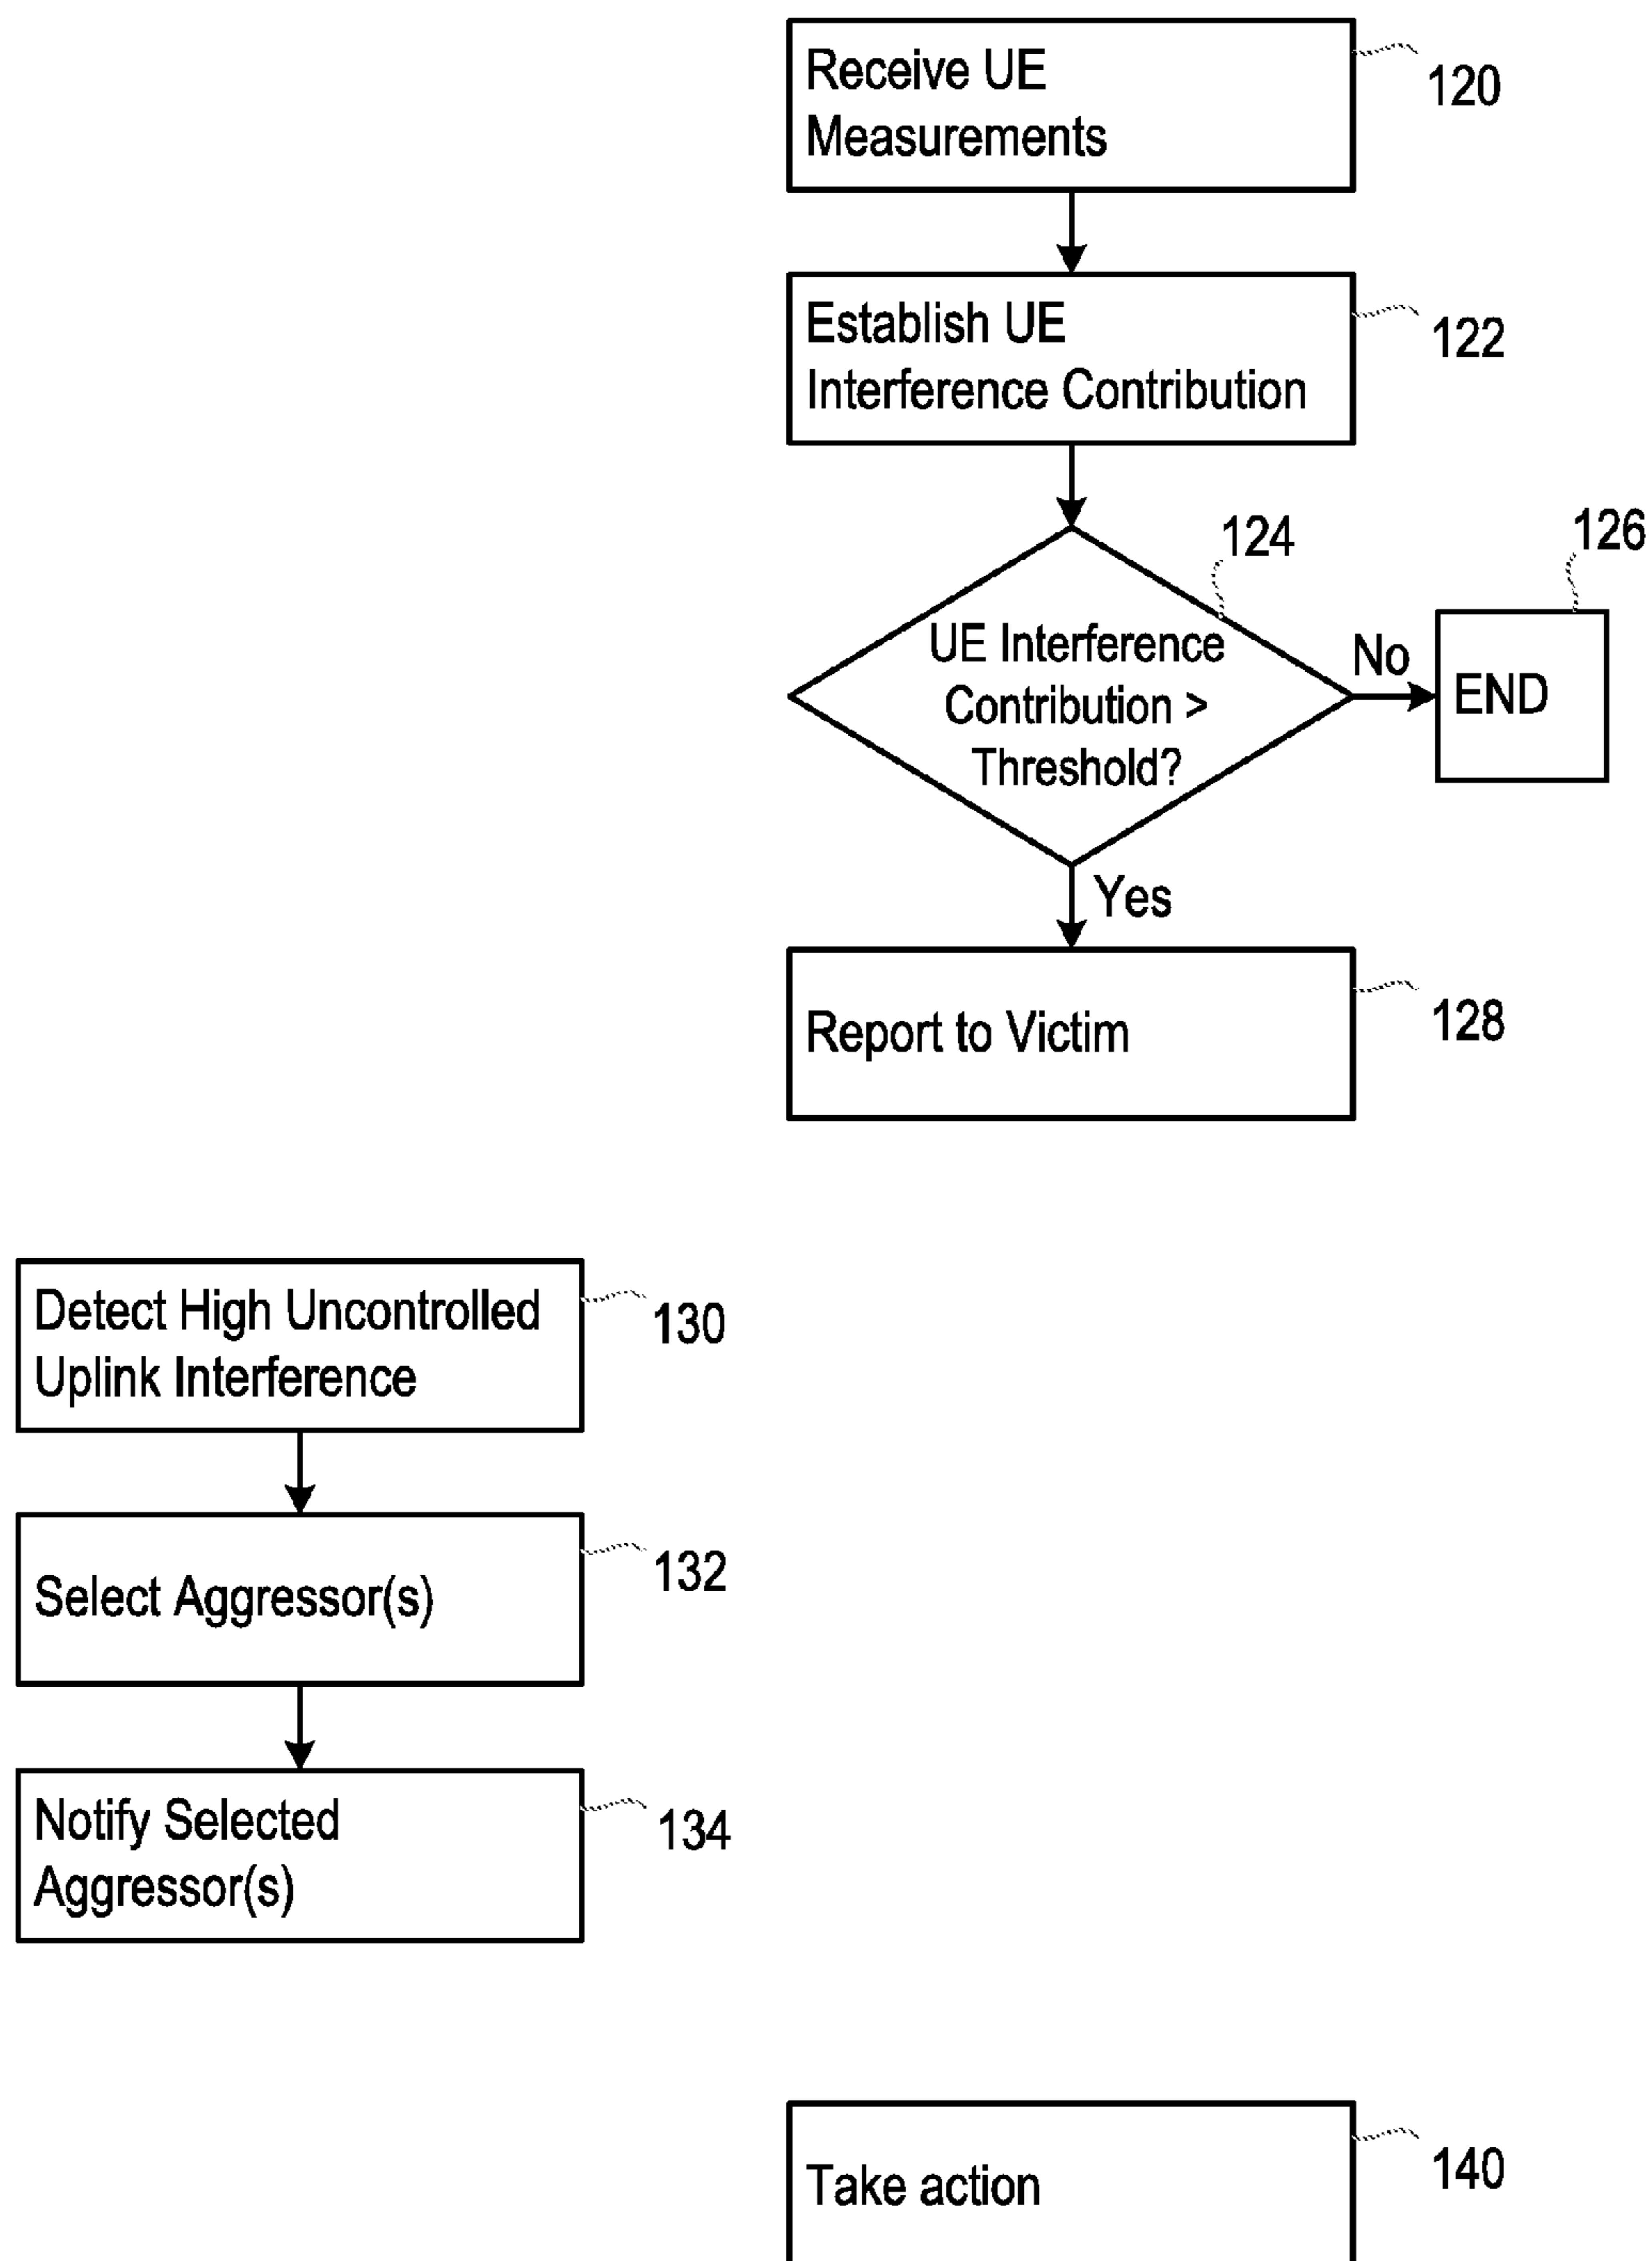 Receive UE
Measurements
120
Establish UE
Interference Contribution
122
124
126
UE Interference
Contribution >
Threshold?
No
END
Yes
Report to Victim
128
Detect High Uncontrolled
Uplink Interference
130
Select Aggressor(s)
132
Notify Selected
Aggressor(s)
134
Take action
140